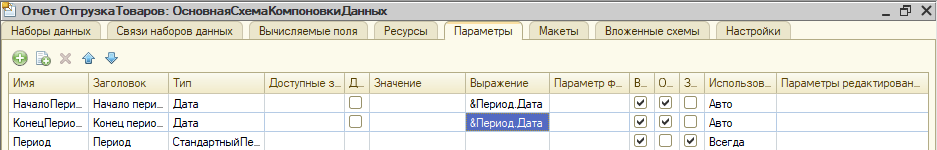 Отчет ОтгрузкаТоваров: ОсновнаяСхемаКомпоновкиДанных
Наборы данных Связи наборов данных Вычисляемые поля Ресурсы Параметры Макеты Вложенные схемы Настройки
Имя Заголовок Тип Доступные з... Д... Значение Выражение Параметр ф... В... О... З... Использов... Параметры редактирован...
НачалоПери... Начало пери... Дата &Период.Дата Авто
КонецПерио... Конец перио... Дата &Период.Дата Авто
Период Период СтандартныйПе... Всегда